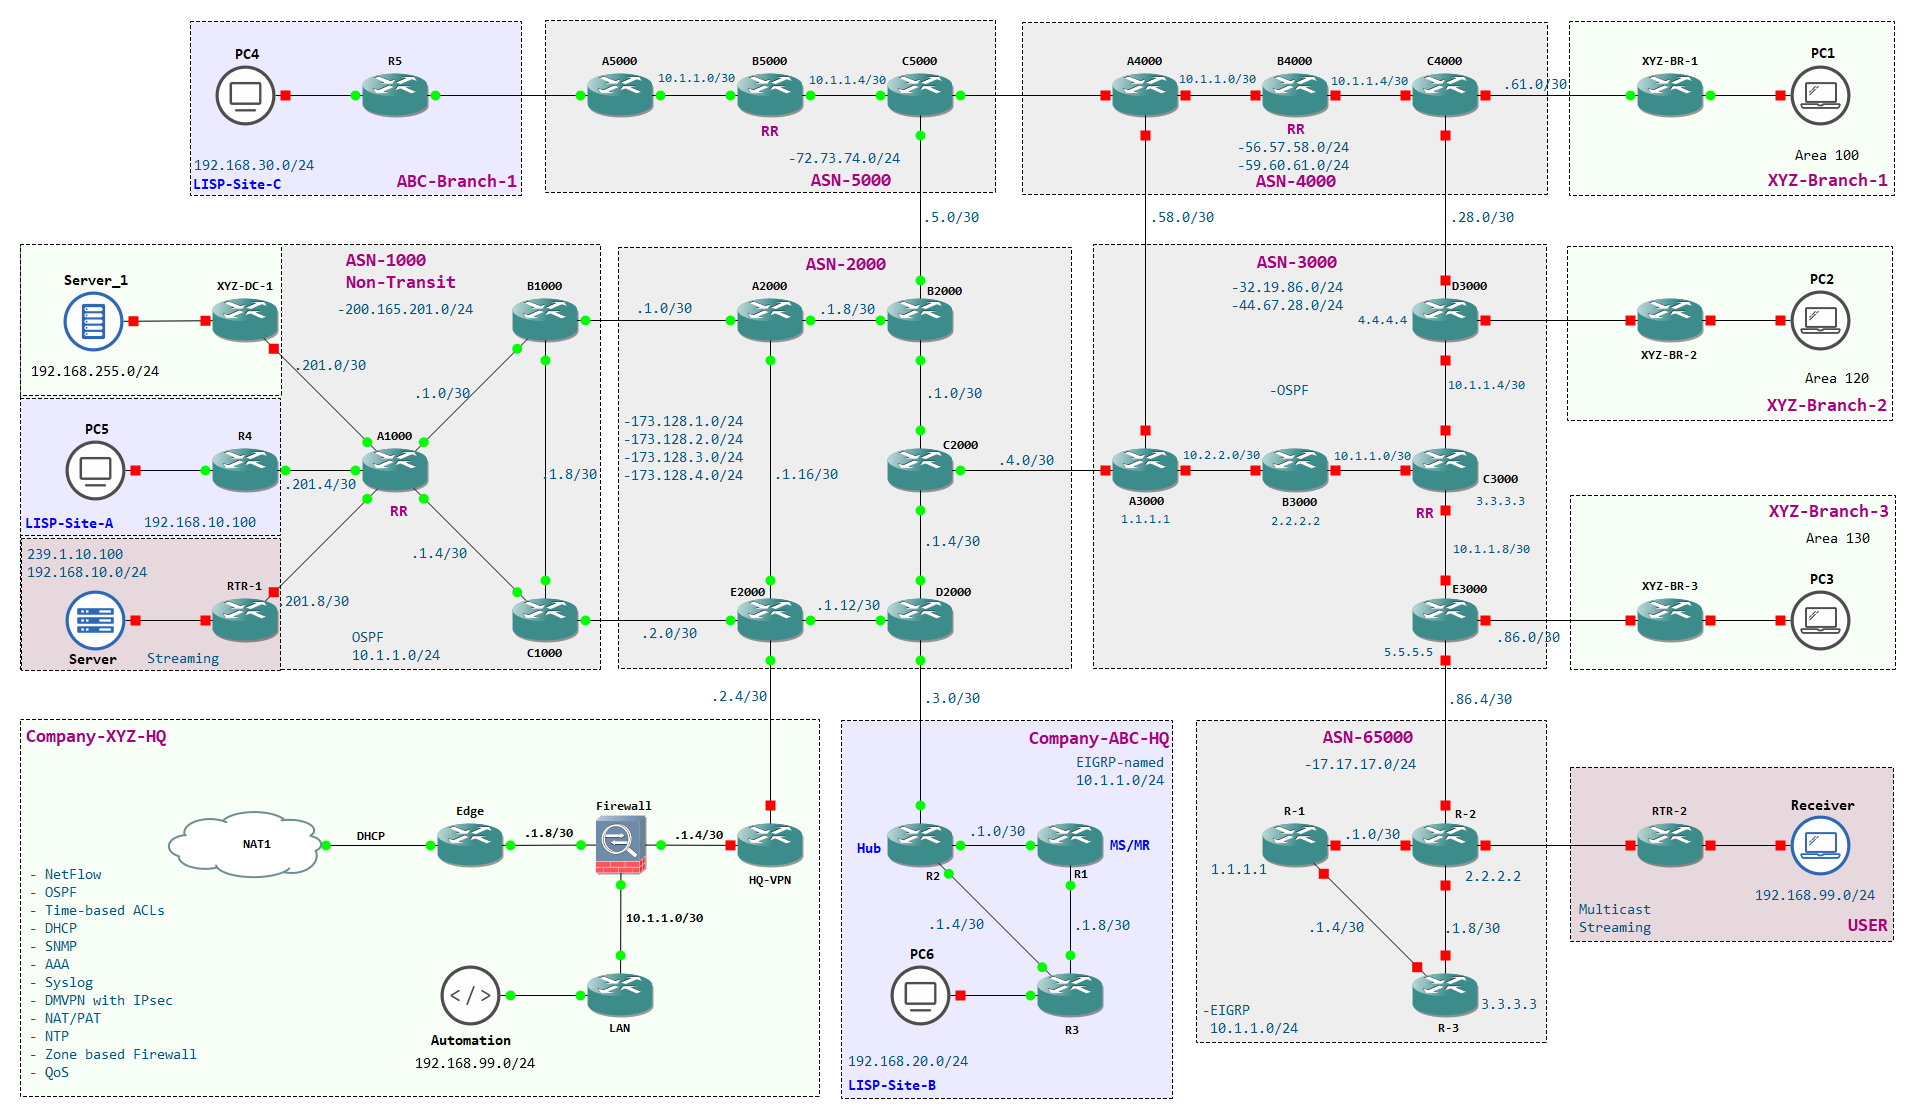 PC4
R5
192.168.30.0/24
LISP-Site-C
ABC-Branch-1
A5000
10.1.1.0/30
B5000
10.1.1.4/30
C5000
RR
-72.73.74.0/24
ASN-5000
A4000
10.1.1.0/30
B4000
10.1.1.4/30
C4000
RR
-56.57.58.0/24
-59.60.61.0/24
ASN-4000
.61.0/30
XYZ-BR-1
PC1
Area 100
XYZ-Branch-1
.5.0/30
.58.0/30
.28.0/30
Server_1
XYZ-DC-1
192.168.255.0/24
ASN-1000
Non-Transit
-200.165.201.0/24
B1000
.201.0/30
.1.0/30
PC5
R4
A1000
.201.4/30
RR
.1.8/30
LISP-Site-A
192.168.10.100
239.1.10.100
192.168.10.0/24
RTR-1
.1.4/30
201.8/30
Server
Streaming
OSPF
10.1.1.0/24
C1000
ASN-2000
.1.0/30
A2000
.1.8/30
B2000
.1.0/30
-173.128.1.0/24
-173.128.2.0/24
-173.128.3.0/24
-173.128.4.0/24
.1.16/30
C2000
.4.0/30
.1.4/30
E2000
.1.12/30
D2000
.2.0/30
ASN-3000
-32.19.86.0/24
-44.67.28.0/24
D3000
4.4.4.4
-OSPF
10.1.1.4/30
10.2.2.0/30
10.1.1.0/30
A3000
1.1.1.1
B3000
2.2.2.2
C3000
3.3.3.3
RR
10.1.1.8/30
E3000
5.5.5.5
.86.0/30
PC2
XYZ-BR-2
Area 120
XYZ-Branch-2
XYZ-Branch-3
Area 130
XYZ-BR-3
PC3
.2.4/30
.3.0/30
.86.4/30
Company-XYZ-HQ
NAT1
DHCP
Edge
.1.8/30
Firewall
.1.4/30
HQ-VPN
10.1.1.0/30
- NetFlow
- OSPF
- Time-based ACLs
- DHCP
- SNMP
- AAA
- Syslog
- DMVPN with IPsec
- NAT/PAT
- NTP
- Zone based Firewall
- QoS
Automation
192.168.99.0/24
LAN
Company-ABC-HQ
EIGRP-named
10.1.1.0/24
Hub
.1.0/30
MS/MR
R2
R1
.1.4/30
.1.8/30
PC6
R3
192.168.20.0/24
LISP-Site-B
ASN-65000
-17.17.17.0/24
R-1
.1.0/30
R-2
1.1.1.1
2.2.2.2
.1.4/30
.1.8/30
3.3.3.3
R-3
-EIGRP
10.1.1.0/24
RTR-2
Receiver
192.168.99.0/24
Multicast
Streaming
USER